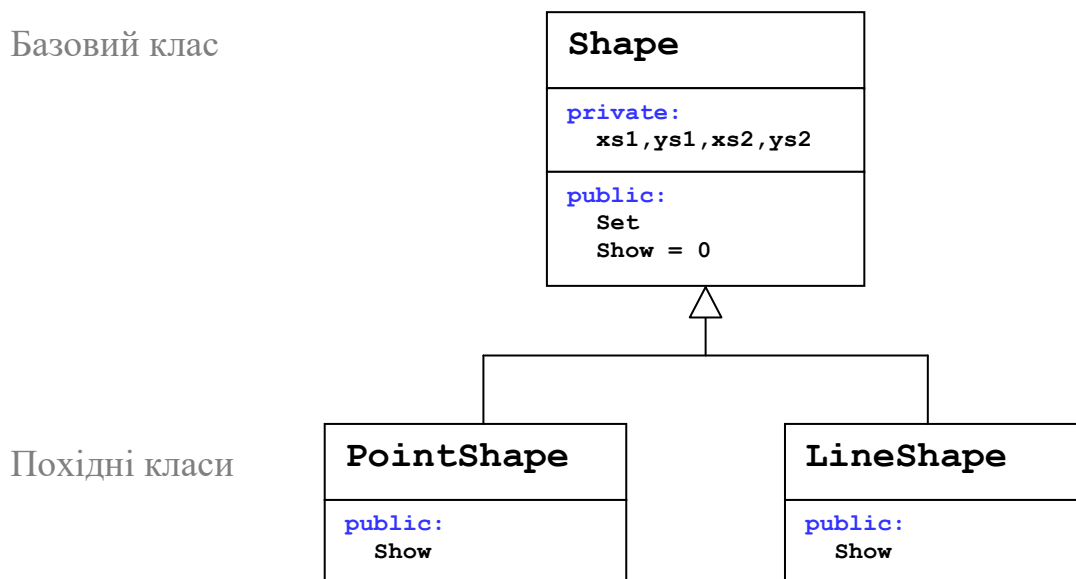 Базовий клас
Shape
private:
xs1,ys1,xs2,ys2
public:
Set
Show = 0
Похідні класи
PointShape
public:
Show
LineShape
public:
Show